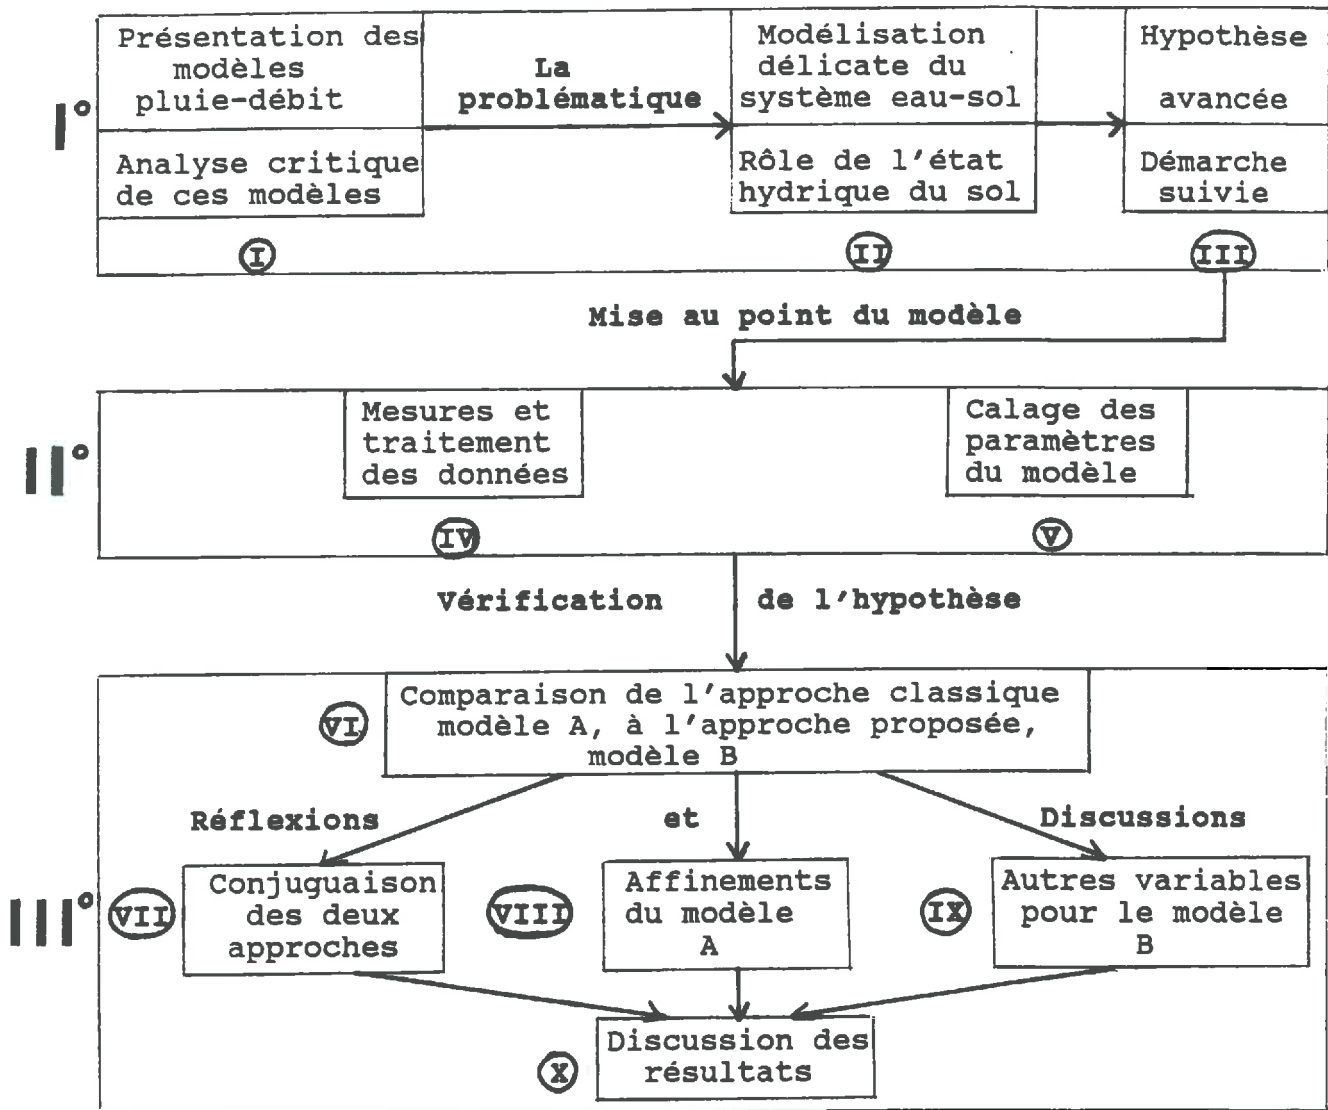 I°
Présentation des
modèles
pluie-débit
Analyse critique
de ces modèles
I
La
problématique
Modélisation
délicate du
système eau-sol
Rôle de l'état
hydrique du sol
II
Hypothèse
avancée
Démarche
suivie
III
Mise au point du modèle
II°
Mesures et
traitement
des données
IV
Calage des
paramètres
du modèle
V
Vérification de l'hypothèse
III°
VI
Comparaison de l'approche classique
modèle A, à l'approche proposée,
modèle B
Réflexions et Discussions
VII
Conjuguaison
des deux
approches
VIII
Affinements
du modèle
A
IX
Autres variables
pour le modèle
B
X
Discussion des
résultats